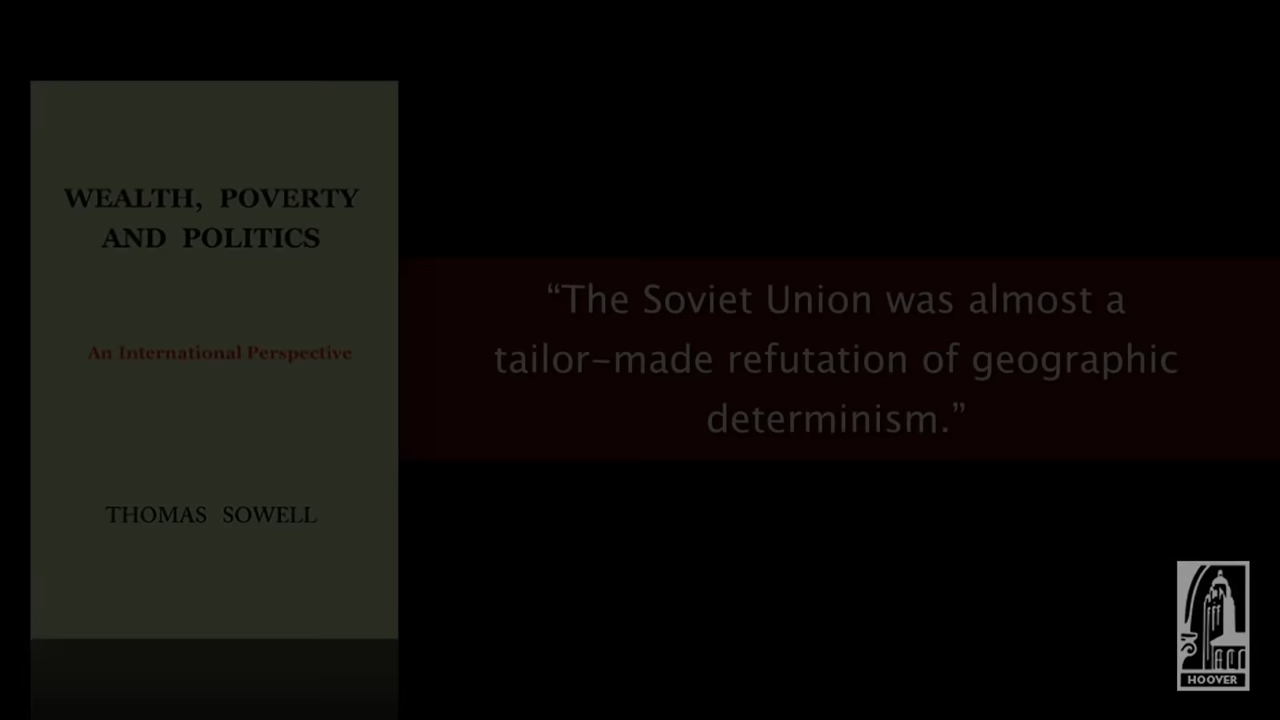 WEALTH, POVERTY
AND POLITICS
An International Perspective
THOMAS SOWELL
“The Soviet Union was almost a
tailor-made refutation of geographic
determinism.”
HOOVER